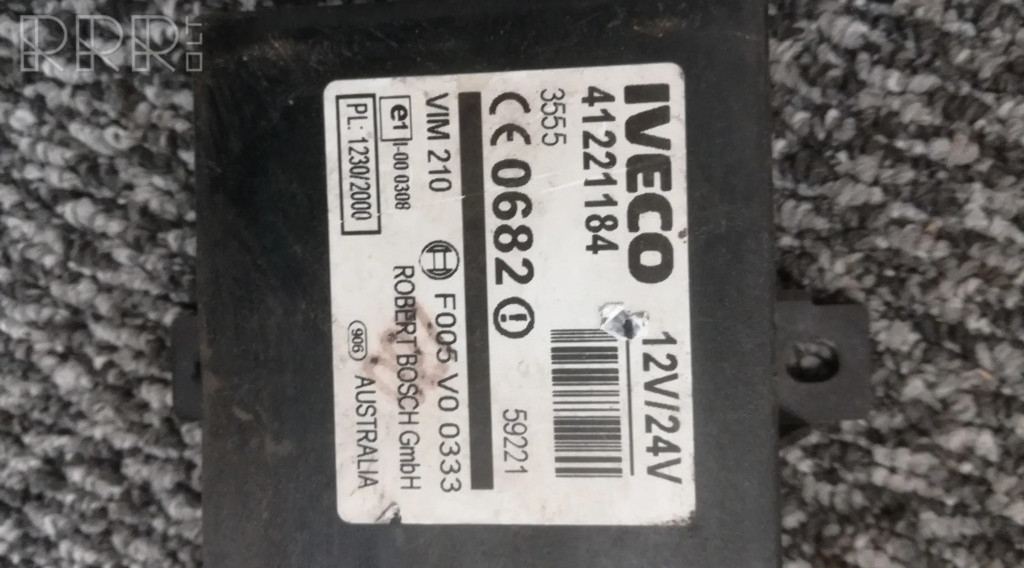 RRR.LT
IVECO 12V/24V
41221184
3555
CE 0682 59221
VIM 210 F005 V0 0333
e1 I-00 0308 ROBERT BOSCH GmbH
PL: 1230/2000 906 AUSTRALIA